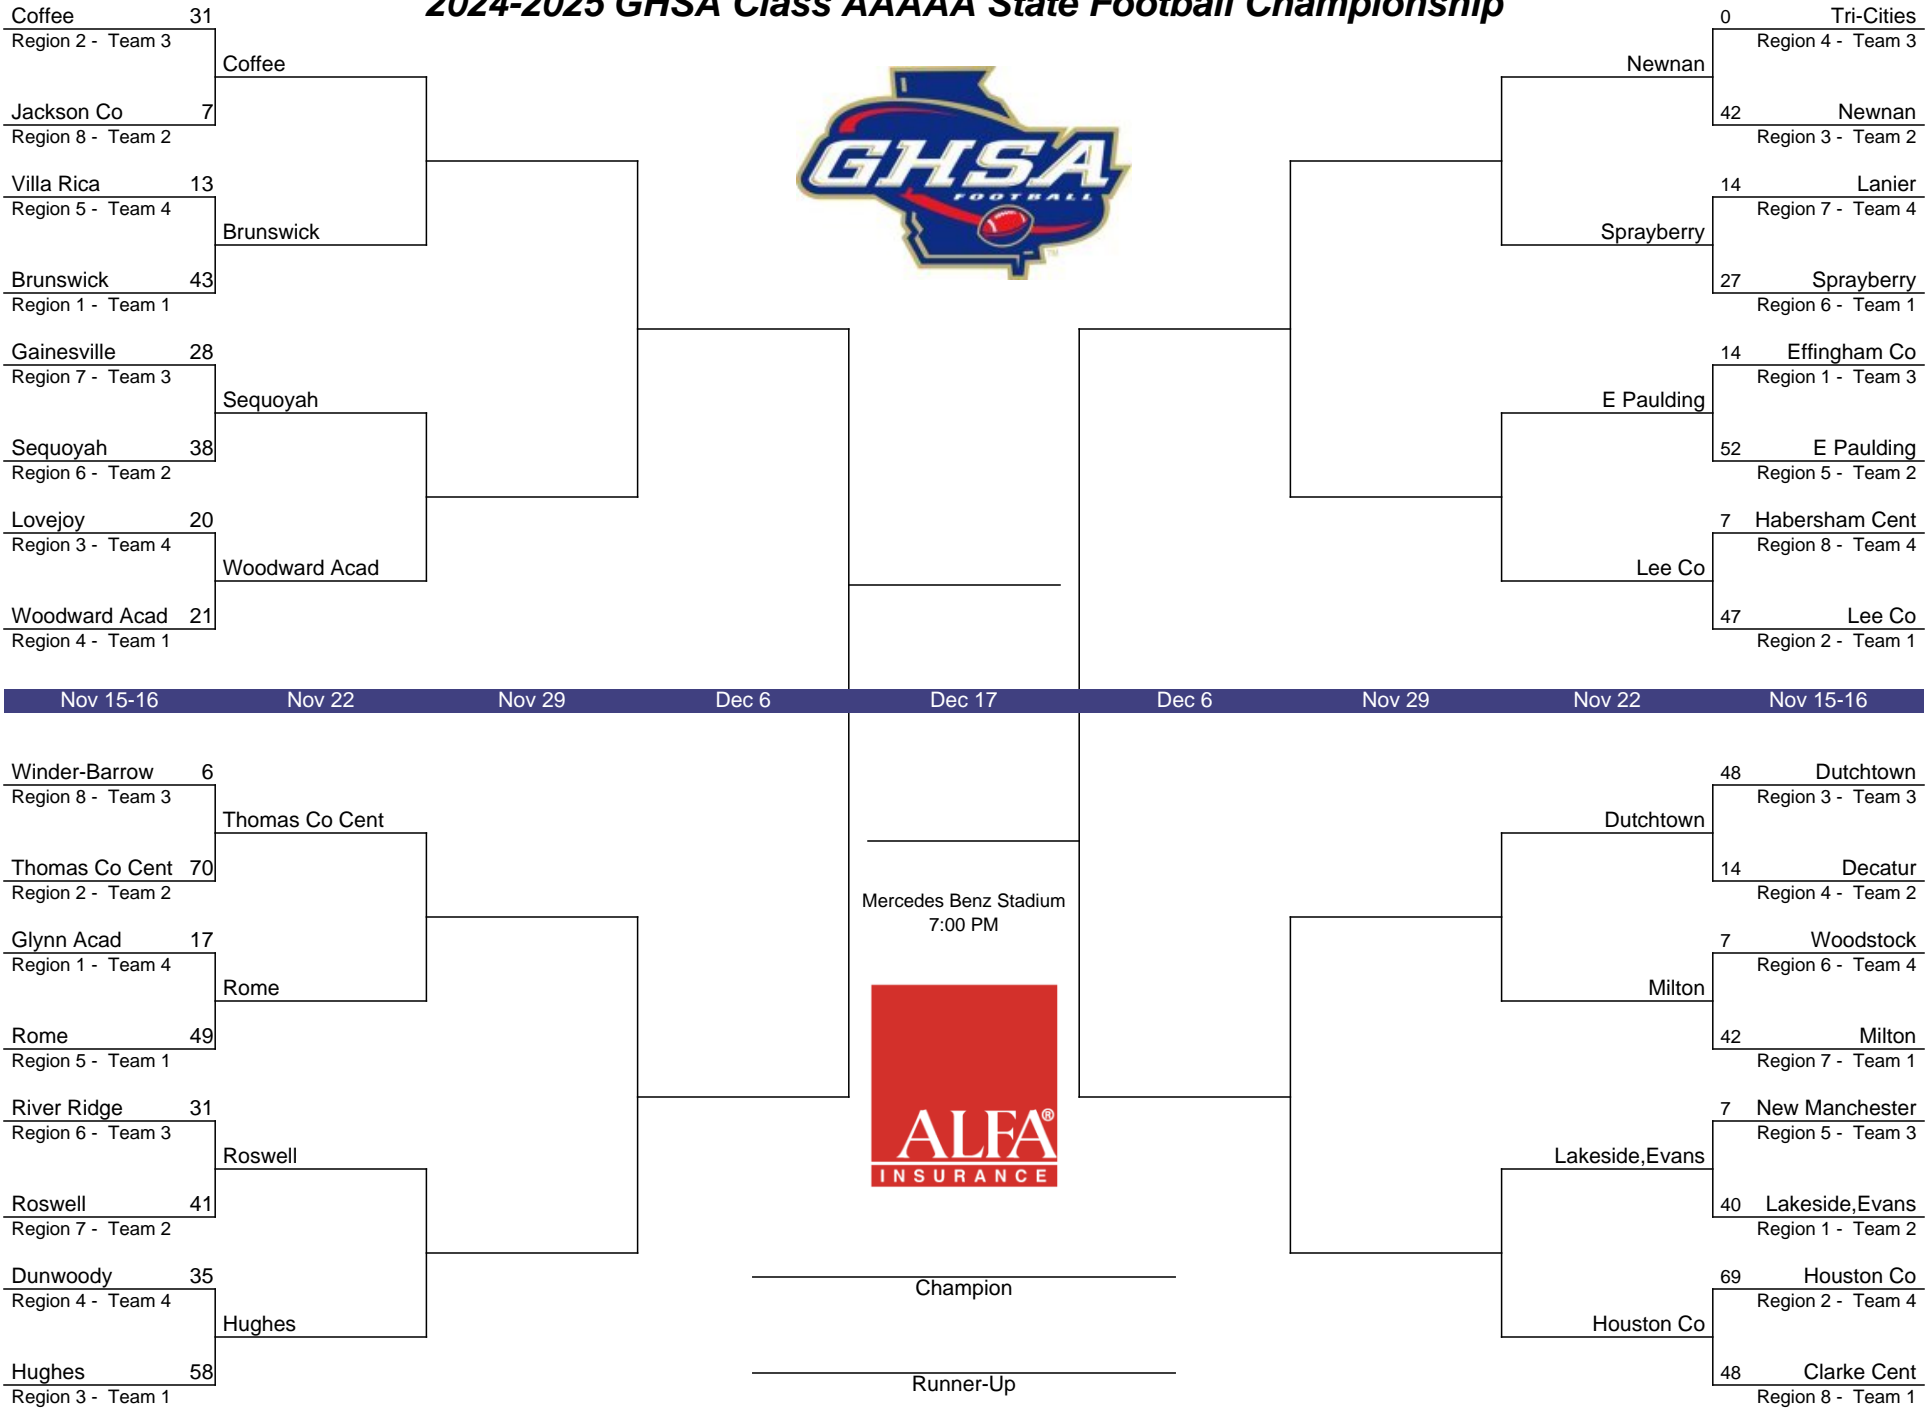 2024-2025 GHSA Class AAAAA State Football Championship
Coffee 31
Region 2 - Team 3
Coffee
Jackson Co 7
Region 8 - Team 2
Villa Rica 13
Region 5 - Team 4
Brunswick
Brunswick 43
Region 1 - Team 1
Gainesville 28
Region 7 - Team 3
Sequoyah
Sequoyah 38
Region 6 - Team 2
Lovejoy 20
Region 3 - Team 4
Woodward Acad
Woodward Acad 21
Region 4 - Team 1
GHSA
FOOTBALL
TM
0 Tri-Cities
Region 4 - Team 3
Newnan
42 Newnan
Region 3 - Team 2
14 Lanier
Region 7 - Team 4
Sprayberry
27 Sprayberry
Region 6 - Team 1
14 Effingham Co
Region 1 - Team 3
E Paulding
52 E Paulding
Region 5 - Team 2
7 Habersham Cent
Region 8 - Team 4
Lee Co
47 Lee Co
Region 2 - Team 1
Nov 15-16 Nov 22 Nov 29 Dec 6 Dec 17 Dec 6 Nov 29 Nov 22 Nov 15-16
Winder-Barrow 6
Region 8 - Team 3
Thomas Co Cent
Thomas Co Cent 70
Region 2 - Team 2
Glynn Acad 17
Region 1 - Team 4
Rome
Rome 49
Region 5 - Team 1
River Ridge 31
Region 6 - Team 3
Roswell
Roswell 41
Region 7 - Team 2
Dunwoody 35
Region 4 - Team 4
Hughes
Hughes 58
Region 3 - Team 1
Mercedes Benz Stadium
7:00 PM
ALFA®
INSURANCE
Champion
Runner-Up
48 Dutchtown
Region 3 - Team 3
Dutchtown
14 Decatur
Region 4 - Team 2
7 Woodstock
Region 6 - Team 4
Milton
42 Milton
Region 7 - Team 1
7 New Manchester
Region 5 - Team 3
Lakeside,Evans
40 Lakeside,Evans
Region 1 - Team 2
69 Houston Co
Region 2 - Team 4
Houston Co
48 Clarke Cent
Region 8 - Team 1